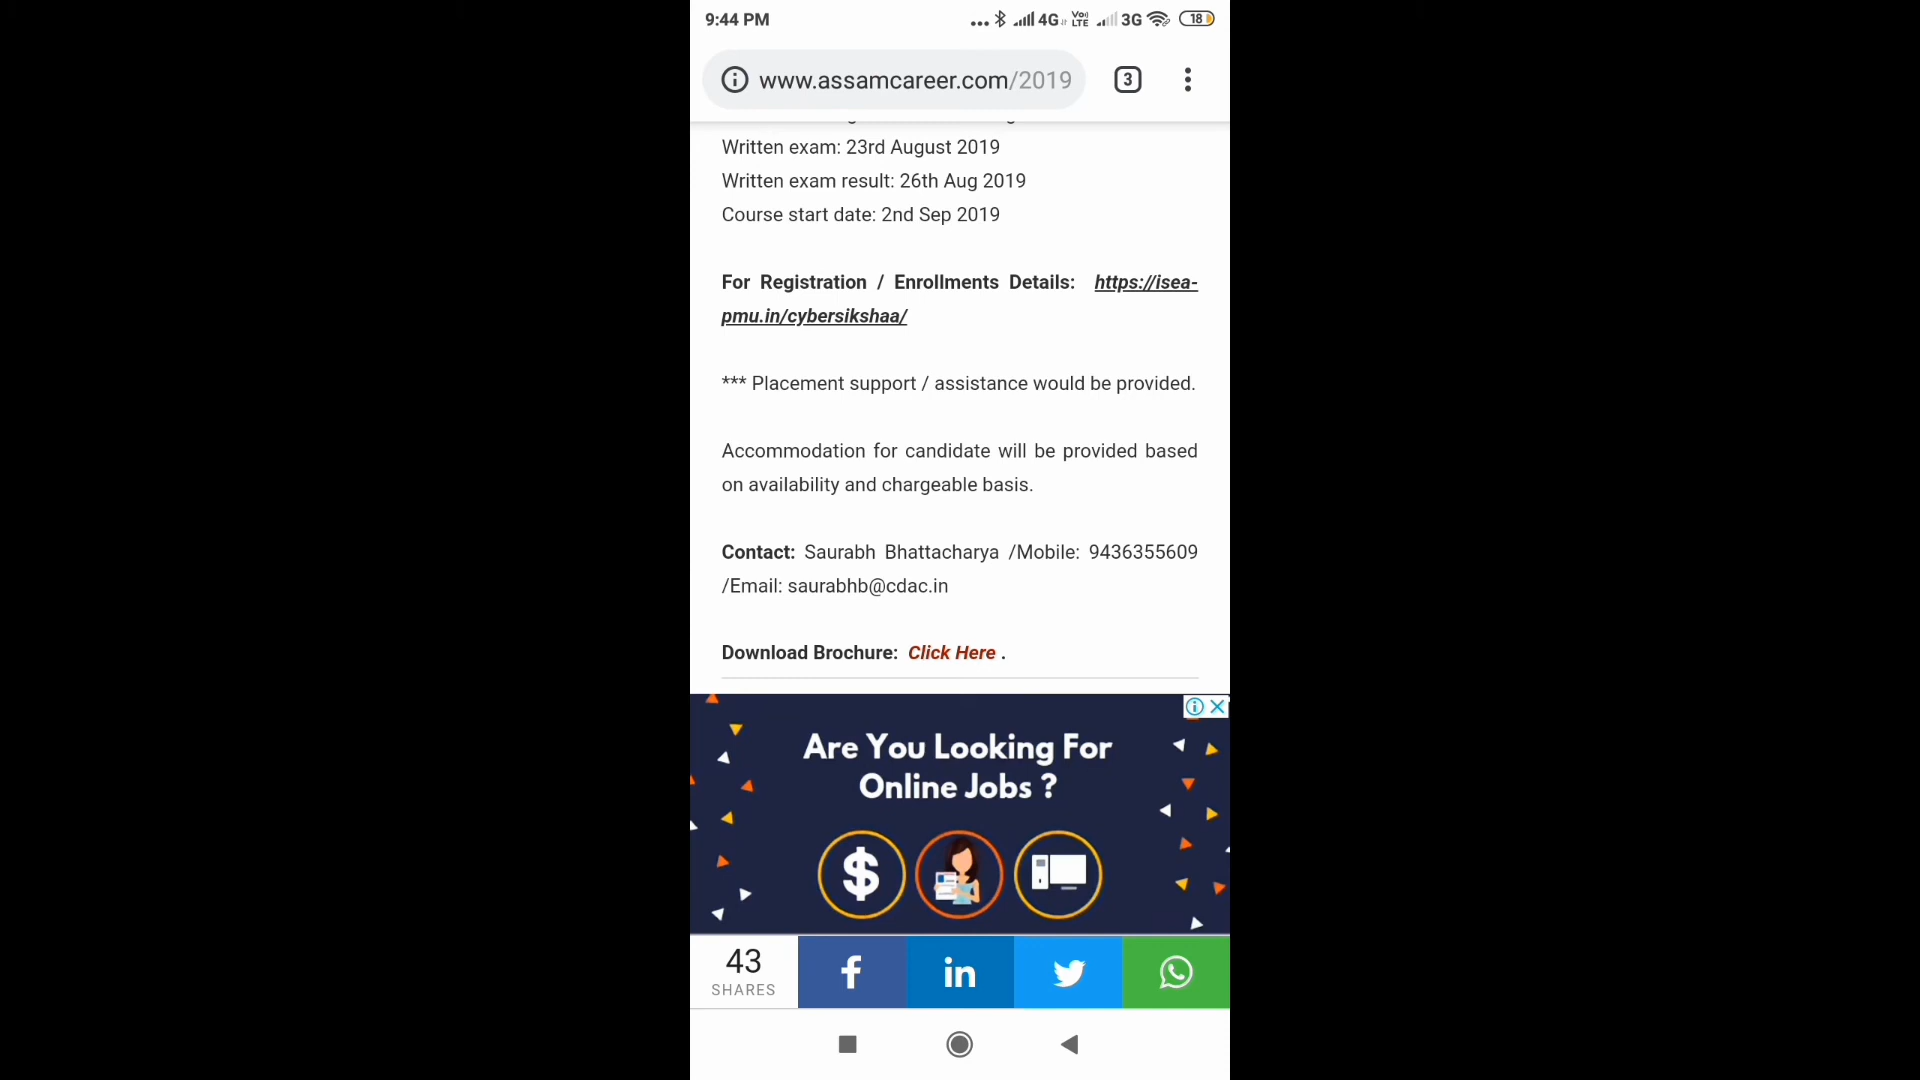 9:44 PM
4G
Vo))
LTE
3G
18
www.assamcareer.com/2019
3
Written exam: 23rd August 2019
Written exam result: 26th Aug 2019
Course start date: 2nd Sep 2019
For Registration / Enrollments Details: https://isea-
pmu.in/cybersikshaa/
*** Placement support / assistance would be provided.
Accommodation for candidate will be provided based
on availability and chargeable basis.
Contact: Saurabh Bhattacharya /Mobile: 9436355609
/Email: saurabhb@cdac.in
Download Brochure: Click Here .
Are You Looking For
Online Jobs ?
43
SHARES